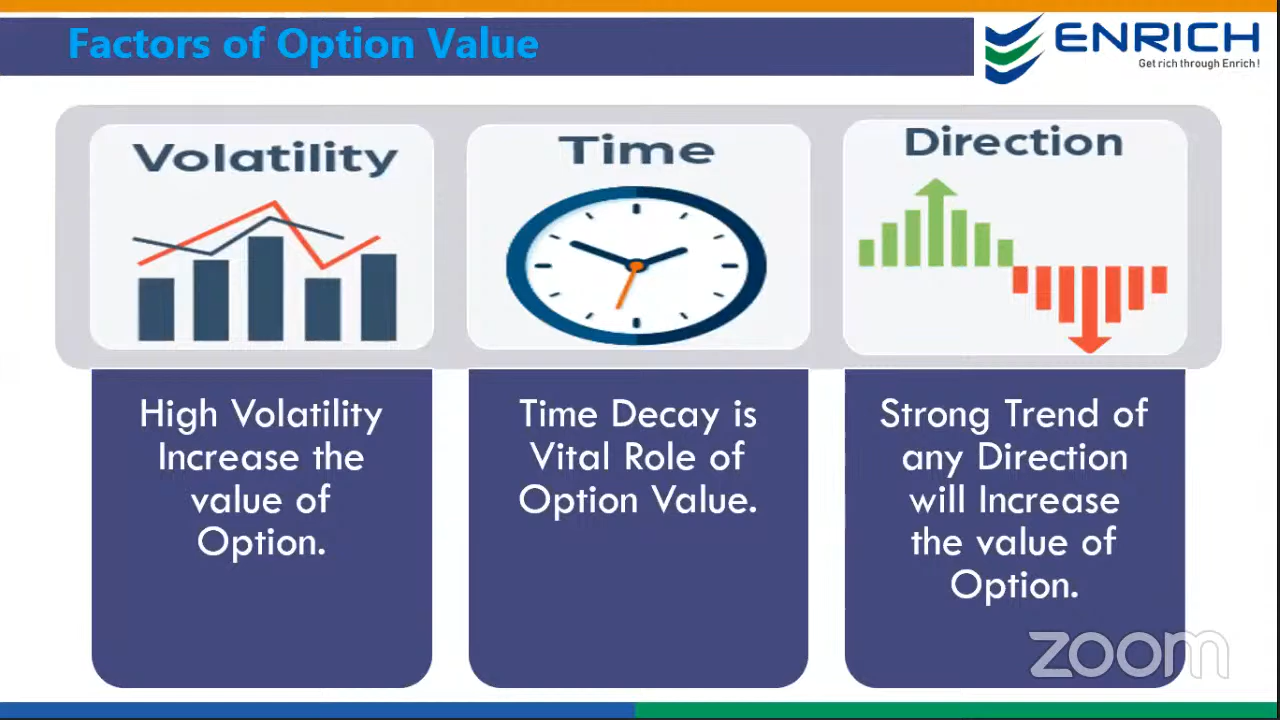 Factors of Option Value
ENRICH
Get rich through Enrich!
Volatility
Time
Direction
High Volatility
Increase the
value of
Option.
Time Decay is
Vital Role of
Option Value.
Strong Trend of
any Direction
will Increase
the value of
Option.
zoom